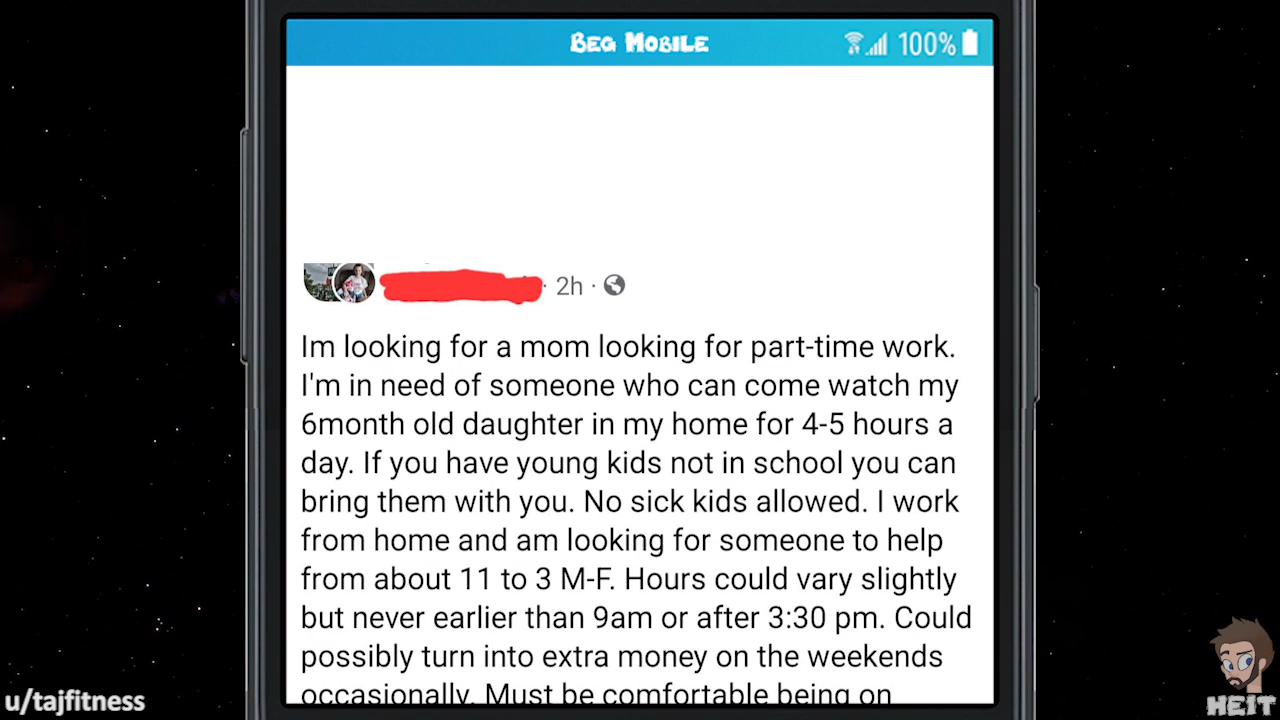 Beg Mobile
100%
2h ·
Im looking for a mom looking for part-time work.
I'm in need of someone who can come watch my
6month old daughter in my home for 4-5 hours a
day. If you have young kids not in school you can
bring them with you. No sick kids allowed. I work
from home and am looking for someone to help
from about 11 to 3 M-F. Hours could vary slightly
but never earlier than 9am or after 3:30 pm. Could
possibly turn into extra money on the weekends
occasionally. Must be comfortable being on
u/tajfitness
HEIT